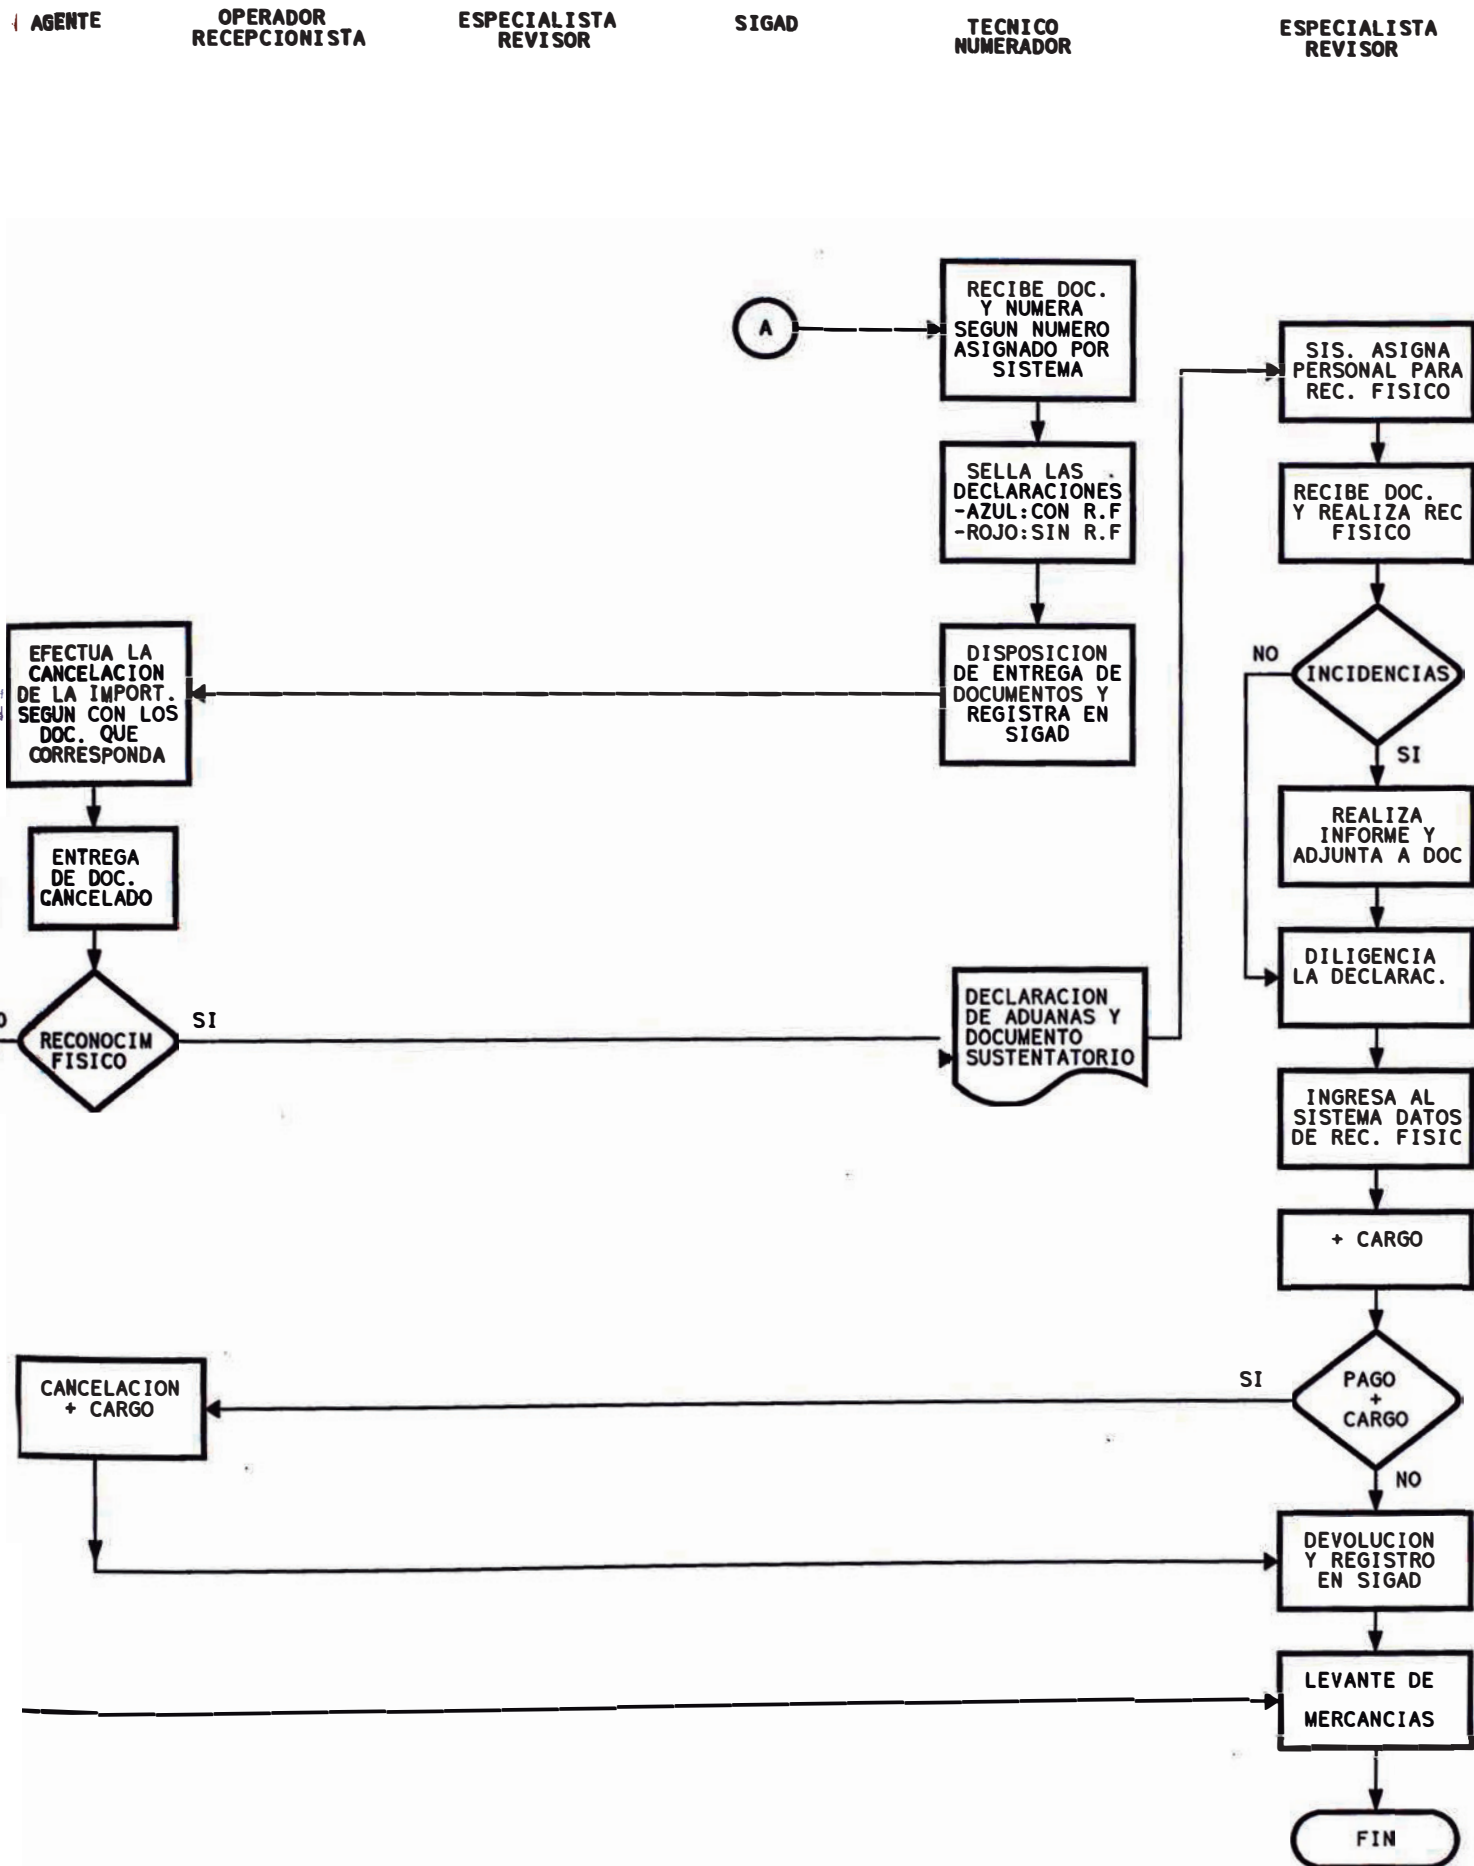 AGENTE
OPERADOR
RECEPCIONISTA
ESPECIALISTA
REVISOR
SIGAD
TECNICO
NUMERADOR
ESPECIALISTA
REVISOR
A
RECIBE DOC.
Y NUMERA
SEGUN NUMERO
ASIGNADO POR
SISTEMA
SIS. ASIGNA
PERSONAL PARA
REC. FISICO
SELLA LAS
DECLARACIONES
-AZUL:CON R.F
-ROJO:SIN R.F
RECIBE DOC.
Y REALIZA REC
FISICO
EFECTUA LA
CANCELACION
DE LA IMPORT.
SEGUN CON LOS
DOC. QUE
CORRESPONDA
DISPOSICION
DE ENTREGA DE
DOCUMENTOS Y
REGISTRA EN
SIGAD
NO
INCIDENCIAS
SI
REALIZA
INFORME Y
ADJUNTA A DOC
ENTREGA
DE DOC.
CANCELADO
DILIGENCIA
LA DECLARAC.
RECONOCIM
FISICO
SI
DECLARACION
DE ADUANAS Y
DOCUMENTO
SUSTENTATORIO
INGRESA AL
SISTEMA DATOS
DE REC. FISIC
+ CARGO
CANCELACION
+ CARGO
SI
PAGO
+
CARGO
NO
DEVOLUCION
Y REGISTRO
EN SIGAD
LEVANTE DE
MERCANCIAS
FIN